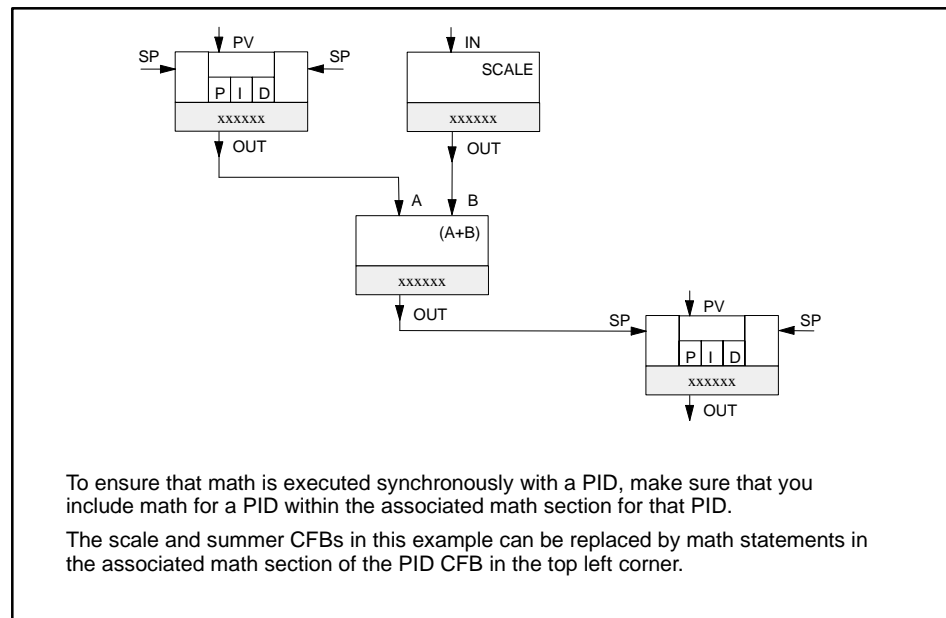 PV IN
SP SP
SCALE
P I D
xxxxxx xxxxxx
OUT OUT
A B
(A+B)
xxxxxx
OUT
PV
SP SP
P I D
xxxxxx
OUT
To ensure that math is executed synchronously with a PID, make sure that you
include math for a PID within the associated math section for that PID.
The scale and summer CFBs in this example can be replaced by math statements in
the associated math section of the PID CFB in the top left corner.